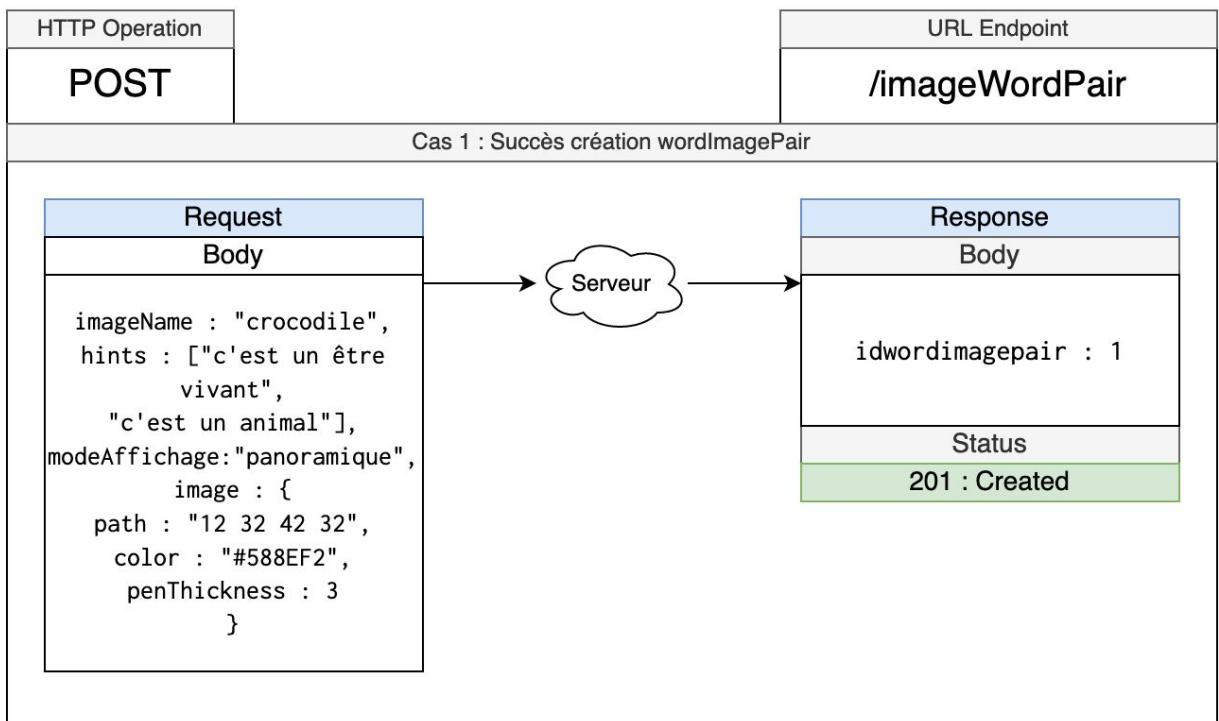 HTTP Operation
URL Endpoint
POST
/imageWordPair
Cas 1 : Succès création wordImagePair
Request
Body
imageName : "crocodile",
hints : ["c'est un être
vivant",
"c'est un animal"],
modeAffichage:"panoramique",
image : {
path : "12 32 42 32",
color : "#588EF2",
penThickness : 3
}
Serveur
Response
Body
idwordimagepair : 1
Status
201 : Created